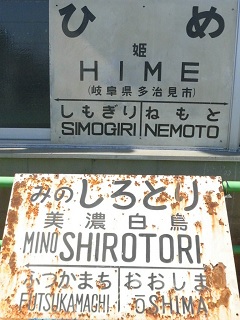 ひめ
姫
HIME
(岐阜県多治見市)
しもぎり ねもと
SIMOGIRI NEMOTO
みのしろとり
美濃白鳥
MINO SHIROTORI
ふつかまち おおしま
FUTSUKAMACHI ŌSHIMA